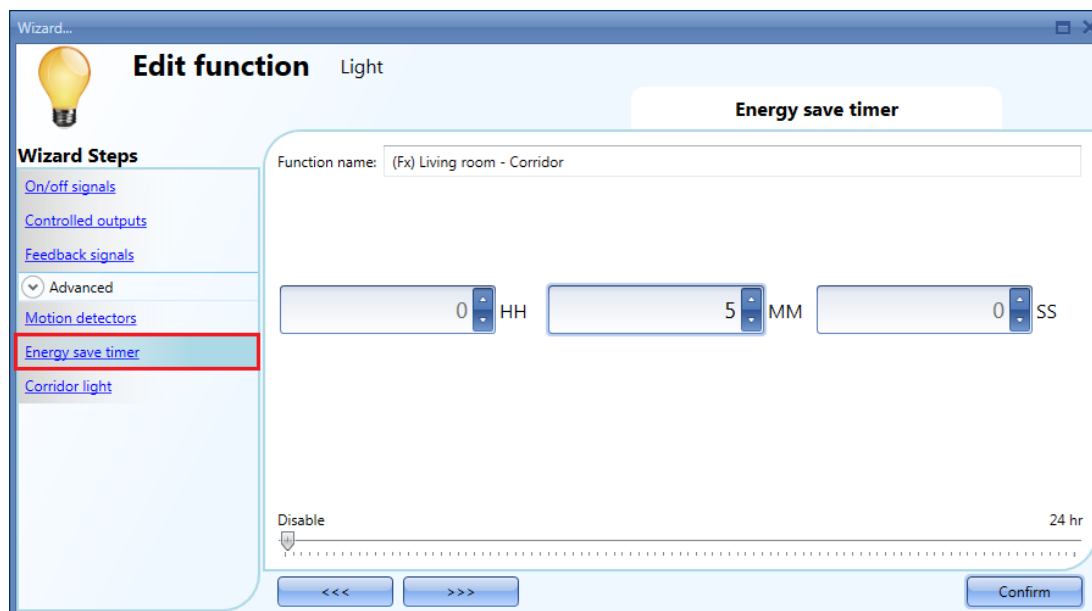 Wizard...
Edit function Light
Energy save timer
Wizard Steps
On/off signals
Controlled outputs
Feedback signals
Advanced
Motion detectors
Energy save timer
Corridor light
Function name: (Fx) Living room - Corridor
0 HH 5 MM 0 SS
Disable 24 hr
<<< >>> Confirm